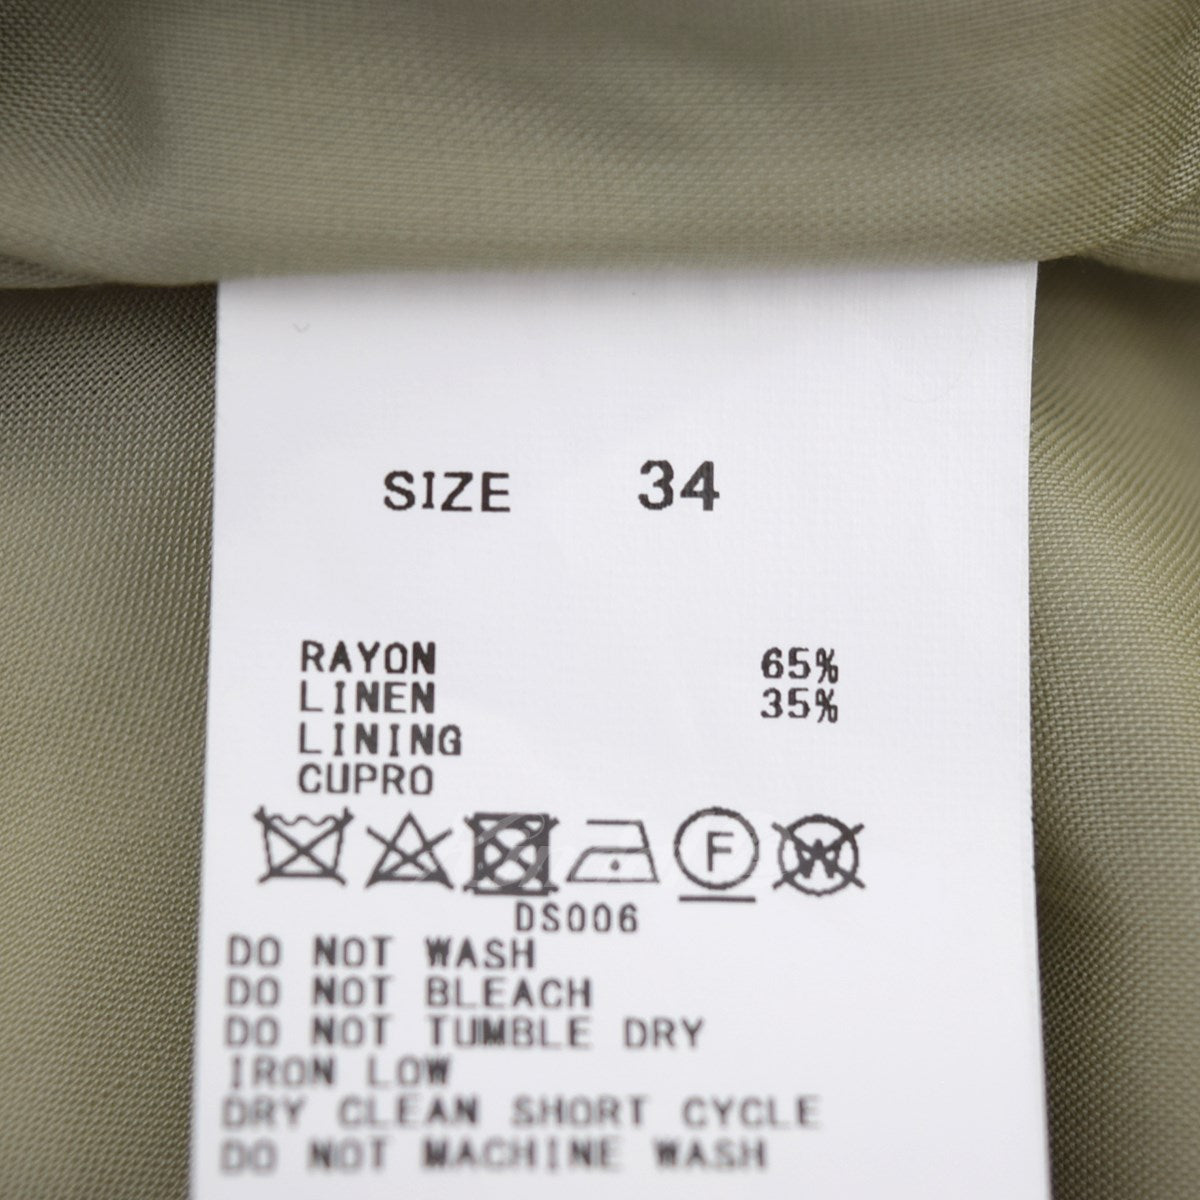 SIZE 34
RAYON 65%
LINEN 35%
LINING
CUPRO
F W
DS006
DO NOT WASH
DO NOT BLEACH
DO NOT TUMBLE DRY
IRON LOW
DRY CLEAN SHORT CYCLE
DO NOT MACHINE WASH